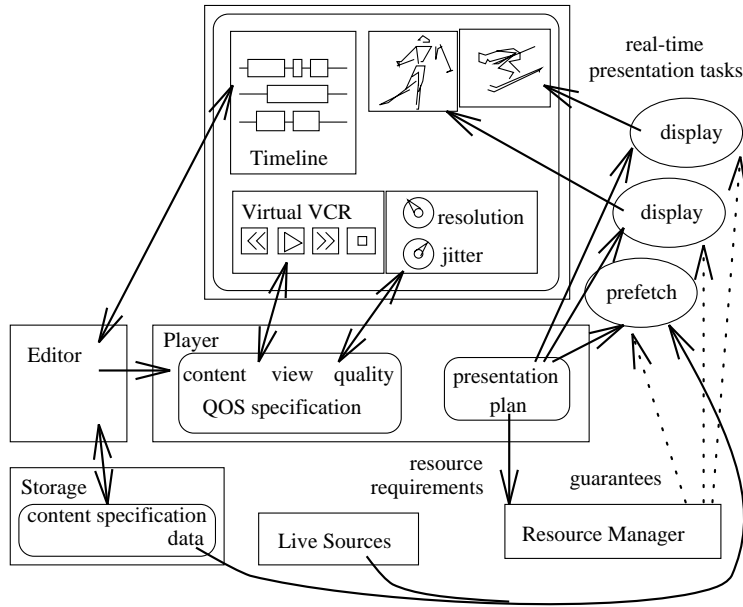 real-time
presentation tasks
Timeline
display
display
prefetch
Virtual VCR
resolution
jitter
Editor
Player
content view quality
QOS specification
presentation
plan
resource
requirements
guarantees
Storage
content specification
data
Live Sources
Resource Manager